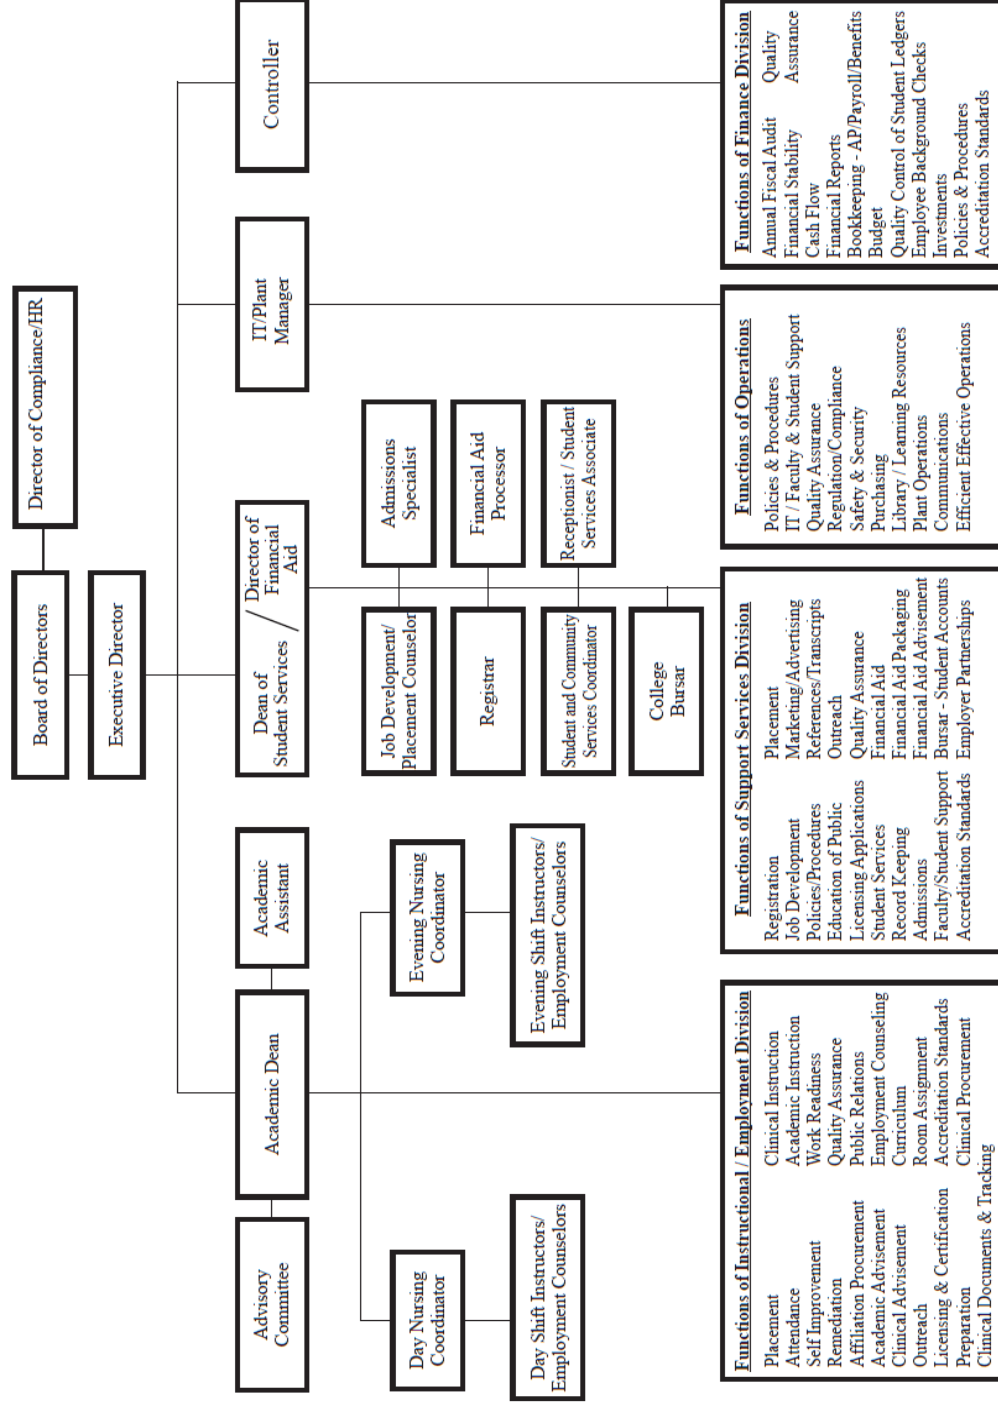 Board of Directors
Director of Compliance/HR
Executive Director
Advisory
Committee
Academic Dean
Academic
Assistant
Dean of
Student Services
/
Director of
Financial
Aid
IT/Plant
Manager
Controller
Day Nursing
Coordinator
Evening Nursing
Coordinator
Day Shift Instructors/
Employment Counselors
Evening Shift Instructors/
Employment Counselors
Job Development/
Placement Counselor
Admissions
Specialist
Registrar
Financial Aid
Processor
Student and Community
Services Coordinator
Receptionist / Student
Services Associate
College
Bursar
Functions of Instructional / Employment Division
Placement
Attendance
Self Improvement
Remediation
Affiliation Procurement
Academic Advisement
Clinical Advisement
Outreach
Licensing & Certification
Preparation
Clinical Documents & Tracking
Clinical Instruction
Academic Instruction
Work Readiness
Quality Assurance
Public Relations
Employment Counseling
Curriculum
Room Assignment
Accreditation Standards
Clinical Procurement
Functions of Support Services Division
Registration
Job Development
Policies/Procedures
Education of Public
Licensing Applications
Student Services
Record Keeping
Admissions
Faculty/Student Support
Accreditation Standards
Placement
Marketing/Advertising
References/Transcripts
Outreach
Quality Assurance
Financial Aid
Financial Aid Packaging
Financial Aid Advisement
Bursar - Student Accounts
Employer Partnerships
Functions of Operations
Policies & Procedures
IT / Faculty & Student Support
Quality Assurance
Regulation/Compliance
Safety & Security
Purchasing
Library / Learning Resources
Plant Operations
Communications
Efficient Effective Operations
Functions of Finance Division
Annual Fiscal Audit
Financial Stability
Cash Flow
Financial Reports
Bookkeeping - AP/Payroll/Benefits
Budget
Quality Control of Student Ledgers
Employee Background Checks
Investments
Policies & Procedures
Accreditation Standards
Quality
Assurance